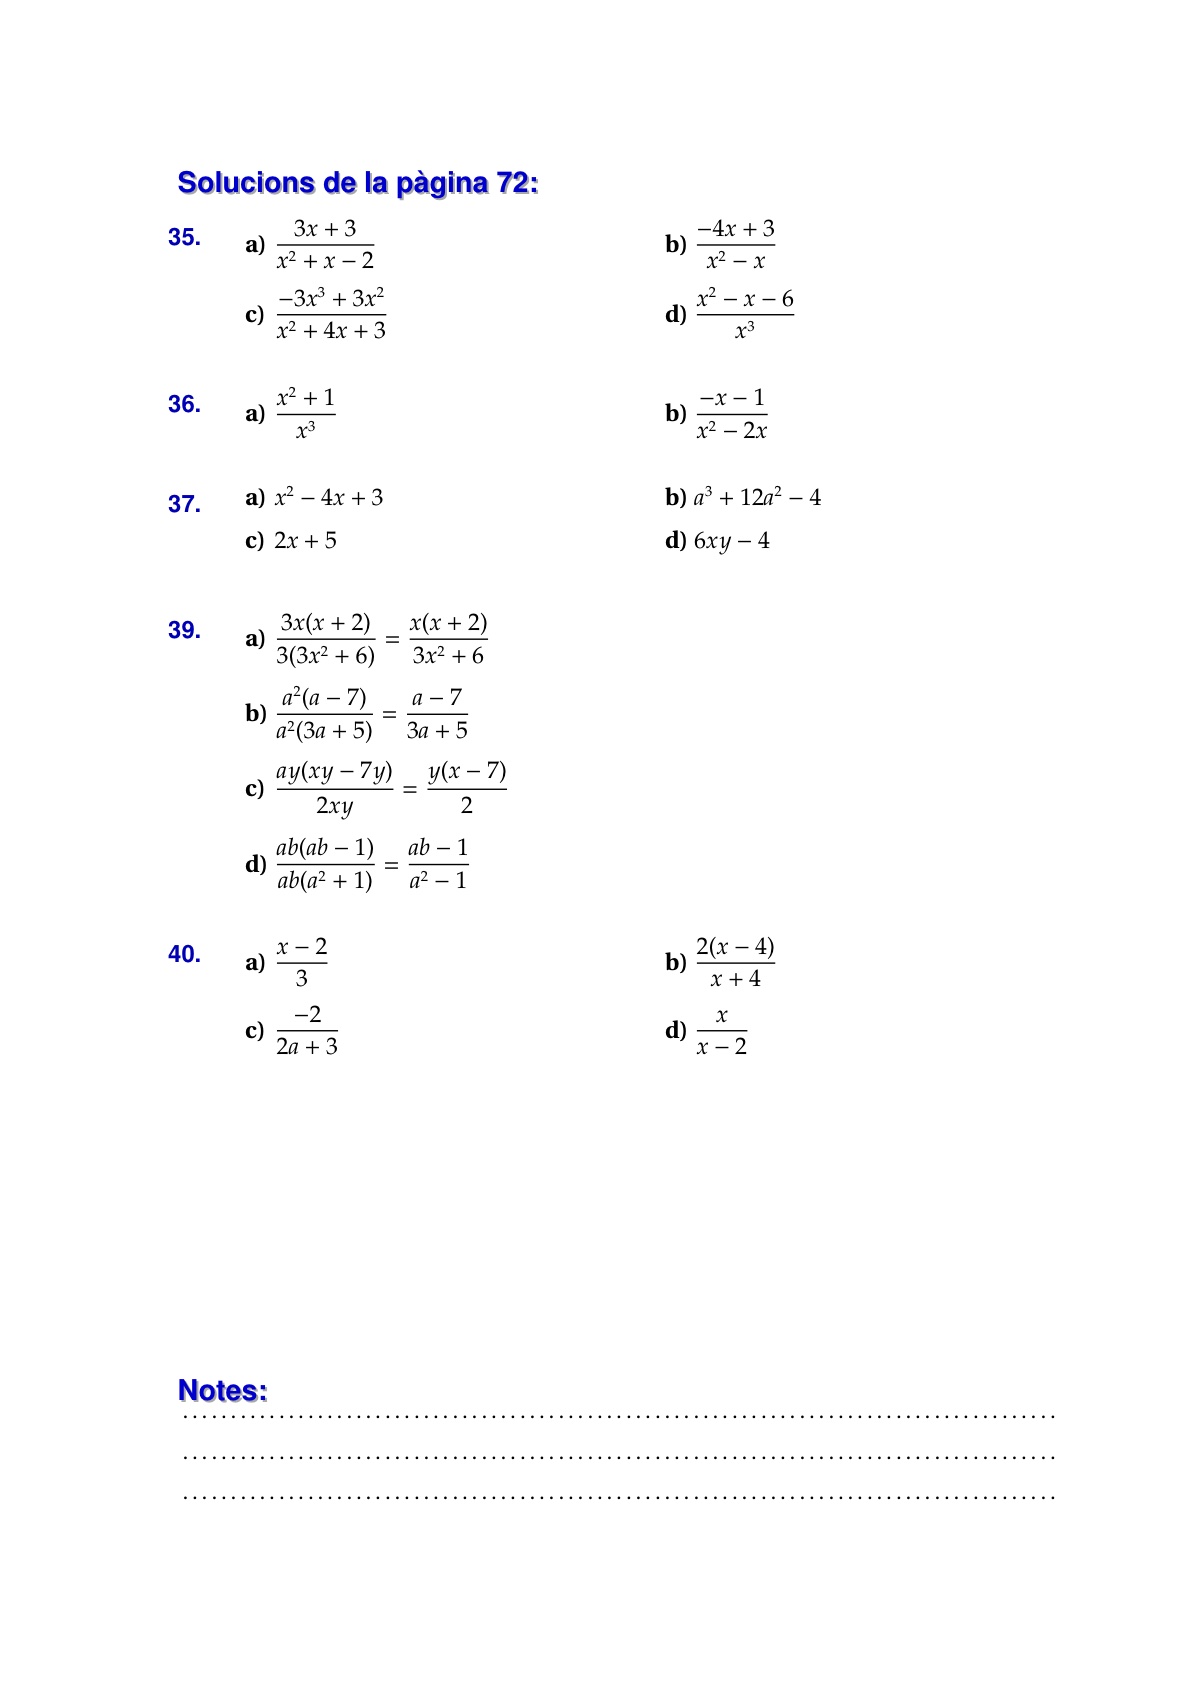 Solucions de la pàgina 72:
35. a) \frac{3x + 3}{x^2 + x − 2} b) \frac{−4x + 3}{x^2 − x}
c) \frac{−3x^3 + 3x^2}{x^2 + 4x + 3} d) \frac{x^2 − x − 6}{x^3}
36. a) \frac{x^2 + 1}{x^3} b) \frac{−x − 1}{x^2 − 2x}
37. a) x^2 − 4x + 3 b) a^3 + 12a^2 − 4
c) 2x + 5 d) 6xy − 4
39. a) \frac{3x(x + 2)}{3(3x^2 + 6)} = \frac{x(x + 2)}{3x^2 + 6}
b) \frac{a^2(a − 7)}{a^2(3a + 5)} = \frac{a − 7}{3a + 5}
c) \frac{ay(xy − 7y)}{2xy} = \frac{y(x − 7)}{2}
d) \frac{ab(ab − 1)}{ab(a^2 + 1)} = \frac{ab − 1}{a^2 − 1}
40. a) \frac{x − 2}{3} b) \frac{2(x − 4)}{x + 4}
c) \frac{−2}{2a + 3} d) \frac{x}{x − 2}
Notes: